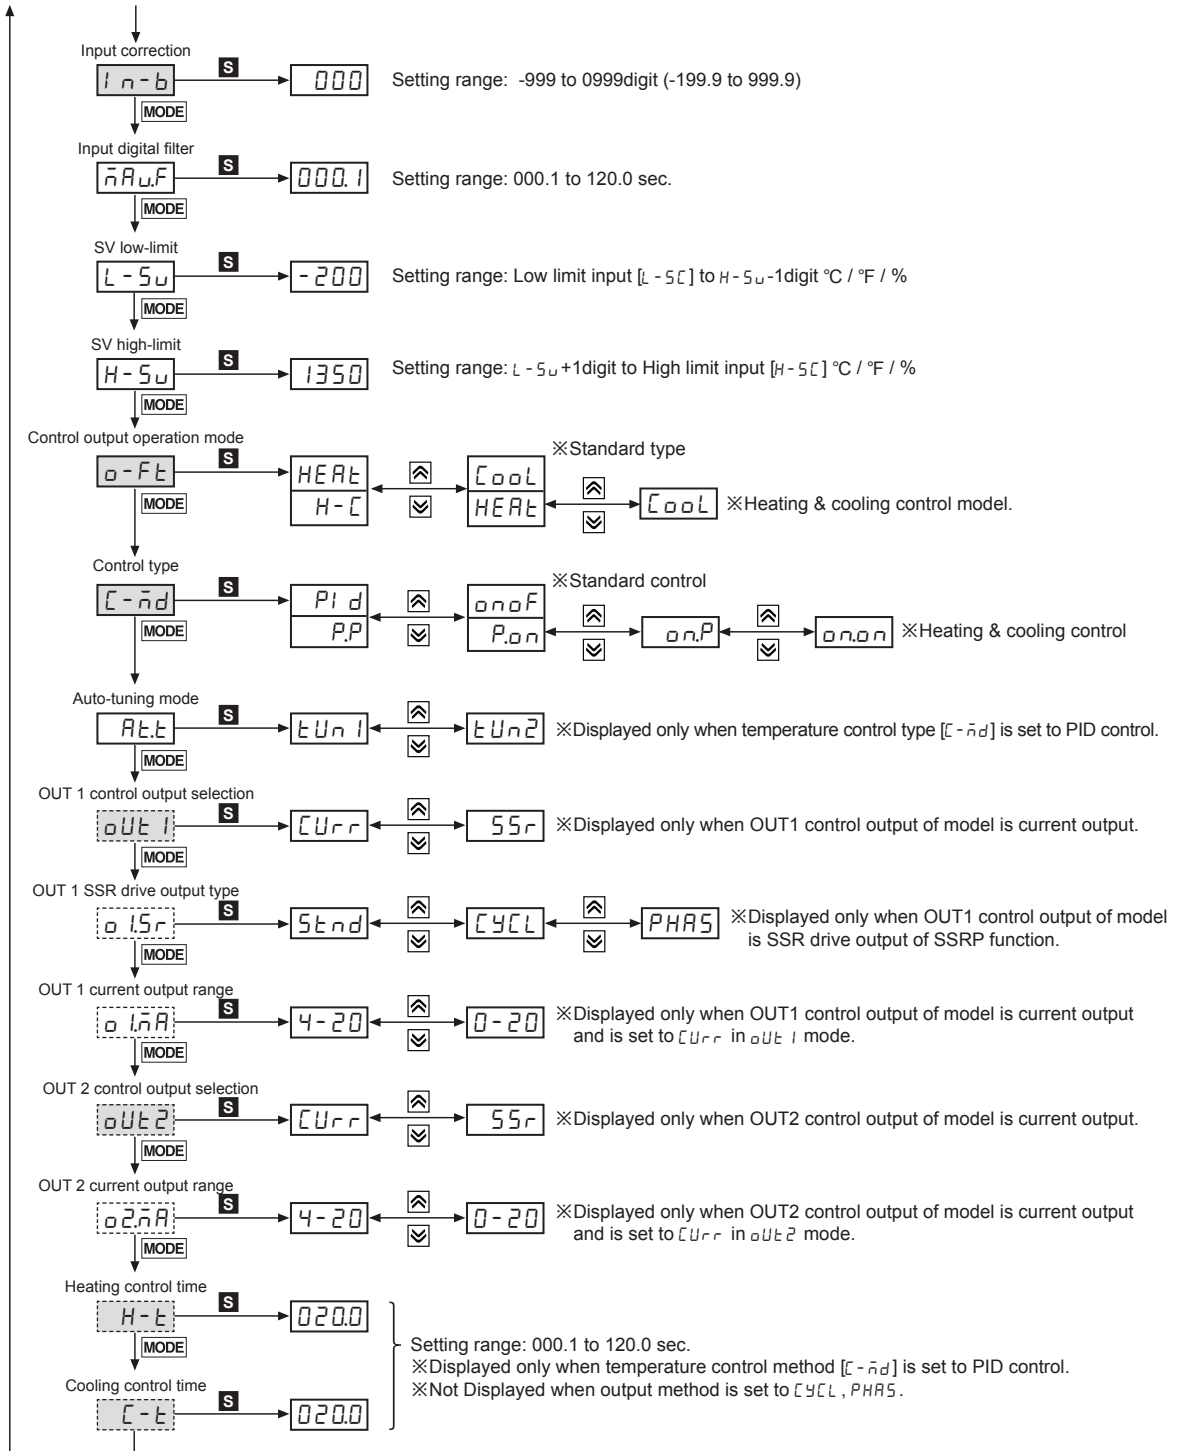 Input correction
In-b S 000 Setting range: -999 to 0999digit (-199.9 to 999.9)
MODE
Input digital filter
MAv.F S 000.1 Setting range: 000.1 to 120.0 sec.
MODE
SV low-limit
L-Sv S -200 Setting range: Low limit input [L-SC] to H-Sv-1digit °C / °F / %
MODE
SV high-limit
H-Sv S 1350 Setting range: L-Sv+1digit to High limit input [H-SC] °C / °F / %
MODE
Control output operation mode
※Standard type
o-Ft S HEAt CooL
MODE H-C HEAt CooL ※Heating & cooling control model.
Control type
※Standard control
C-Md S PId onoF
MODE P.P P.on on.P on.on ※Heating & cooling control
Auto-tuning mode
At.t S tUn1 tUn2 ※Displayed only when temperature control type [C-Md] is set to PID control.
MODE
OUT 1 control output selection
oUt1 S CUrr SSr ※Displayed only when OUT1 control output of model is current output.
MODE
OUT 1 SSR drive output type
o1.Sr S Stnd CYCL PHAS ※Displayed only when OUT1 control output of model
is SSR drive output of SSRP function.
MODE
OUT 1 current output range
o1.MA S 4-20 0-20 ※Displayed only when OUT1 control output of model is current output
and is set to CUrr in oUt1 mode.
MODE
OUT 2 control output selection
oUt2 S CUrr SSr ※Displayed only when OUT2 control output of model is current output.
MODE
OUT 2 current output range
o2.MA S 4-20 0-20 ※Displayed only when OUT2 control output of model is current output
and is set to CUrr in oUt2 mode.
MODE
Heating control time
H-t S 020.0
MODE
Setting range: 000.1 to 120.0 sec.
※Displayed only when temperature control method [C-Md] is set to PID control.
※Not Displayed when output method is set to CYCL, PHAS.
Cooling control time
C-t S 020.0